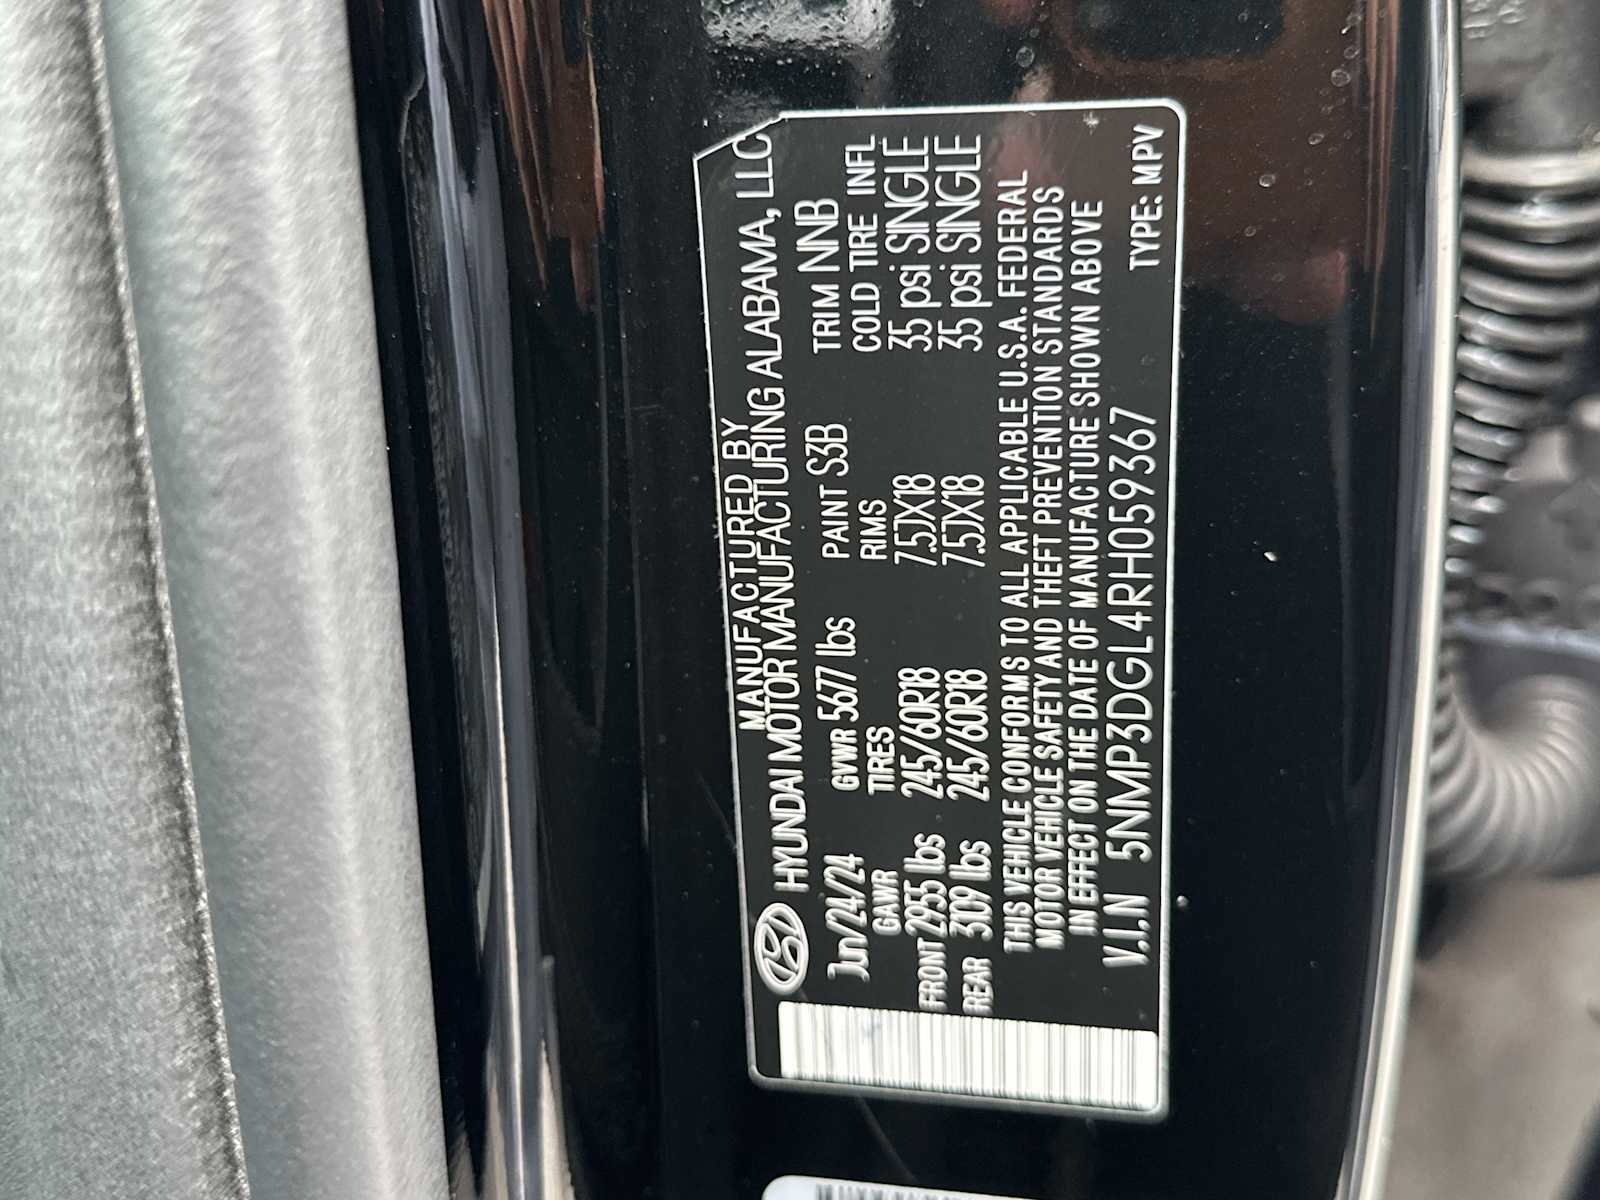 MANUFACTURED BY
HYUNDAI MOTOR MANUFACTURING ALABAMA, LLC
Jun/24/24 GVWR 5677 lbs PAINT S3B TRIM NNB
GAWR TIRES RIMS COLD TIRE INFL
FRONT 2955 lbs 245/60R18 7.5JX18 35 psi SINGLE
REAR 3109 lbs 245/60R18 7.5JX18 35 psi SINGLE
THIS VEHICLE CONFORMS TO ALL APPLICABLE U.S.A. FEDERAL
MOTOR VEHICLE SAFETY AND THEFT PREVENTION STANDARDS
IN EFFECT ON THE DATE OF MANUFACTURE SHOWN ABOVE
V.I.N 5NMP3DGL4RH059367 TYPE: MPV